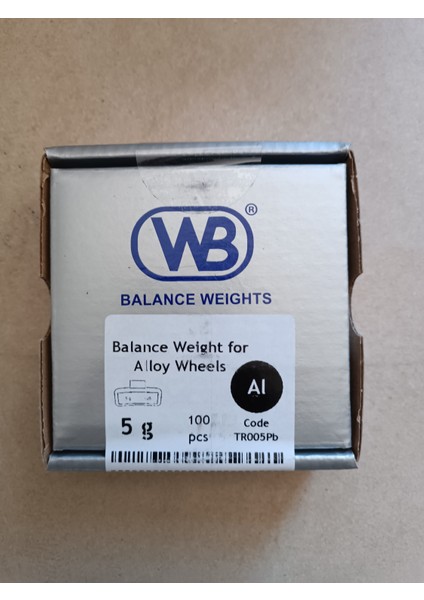 WB®
BALANCE WEIGHTS
Balance Weight for
Alloy Wheels
Al
5 g
100
pcs
Code
TR005Pb